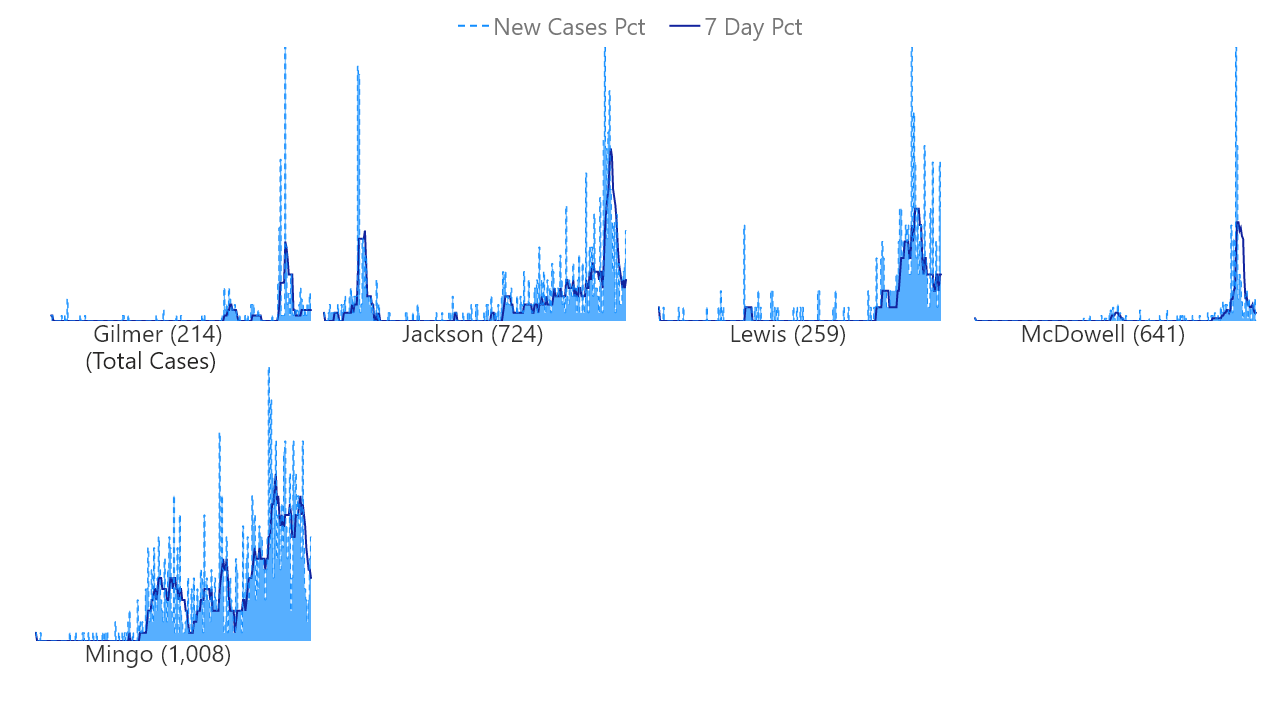 New Cases Pct 7 Day Pct
Gilmer (214) Jackson (724) Lewis (259) McDowell (641)
(Total Cases)
Mingo (1,008)